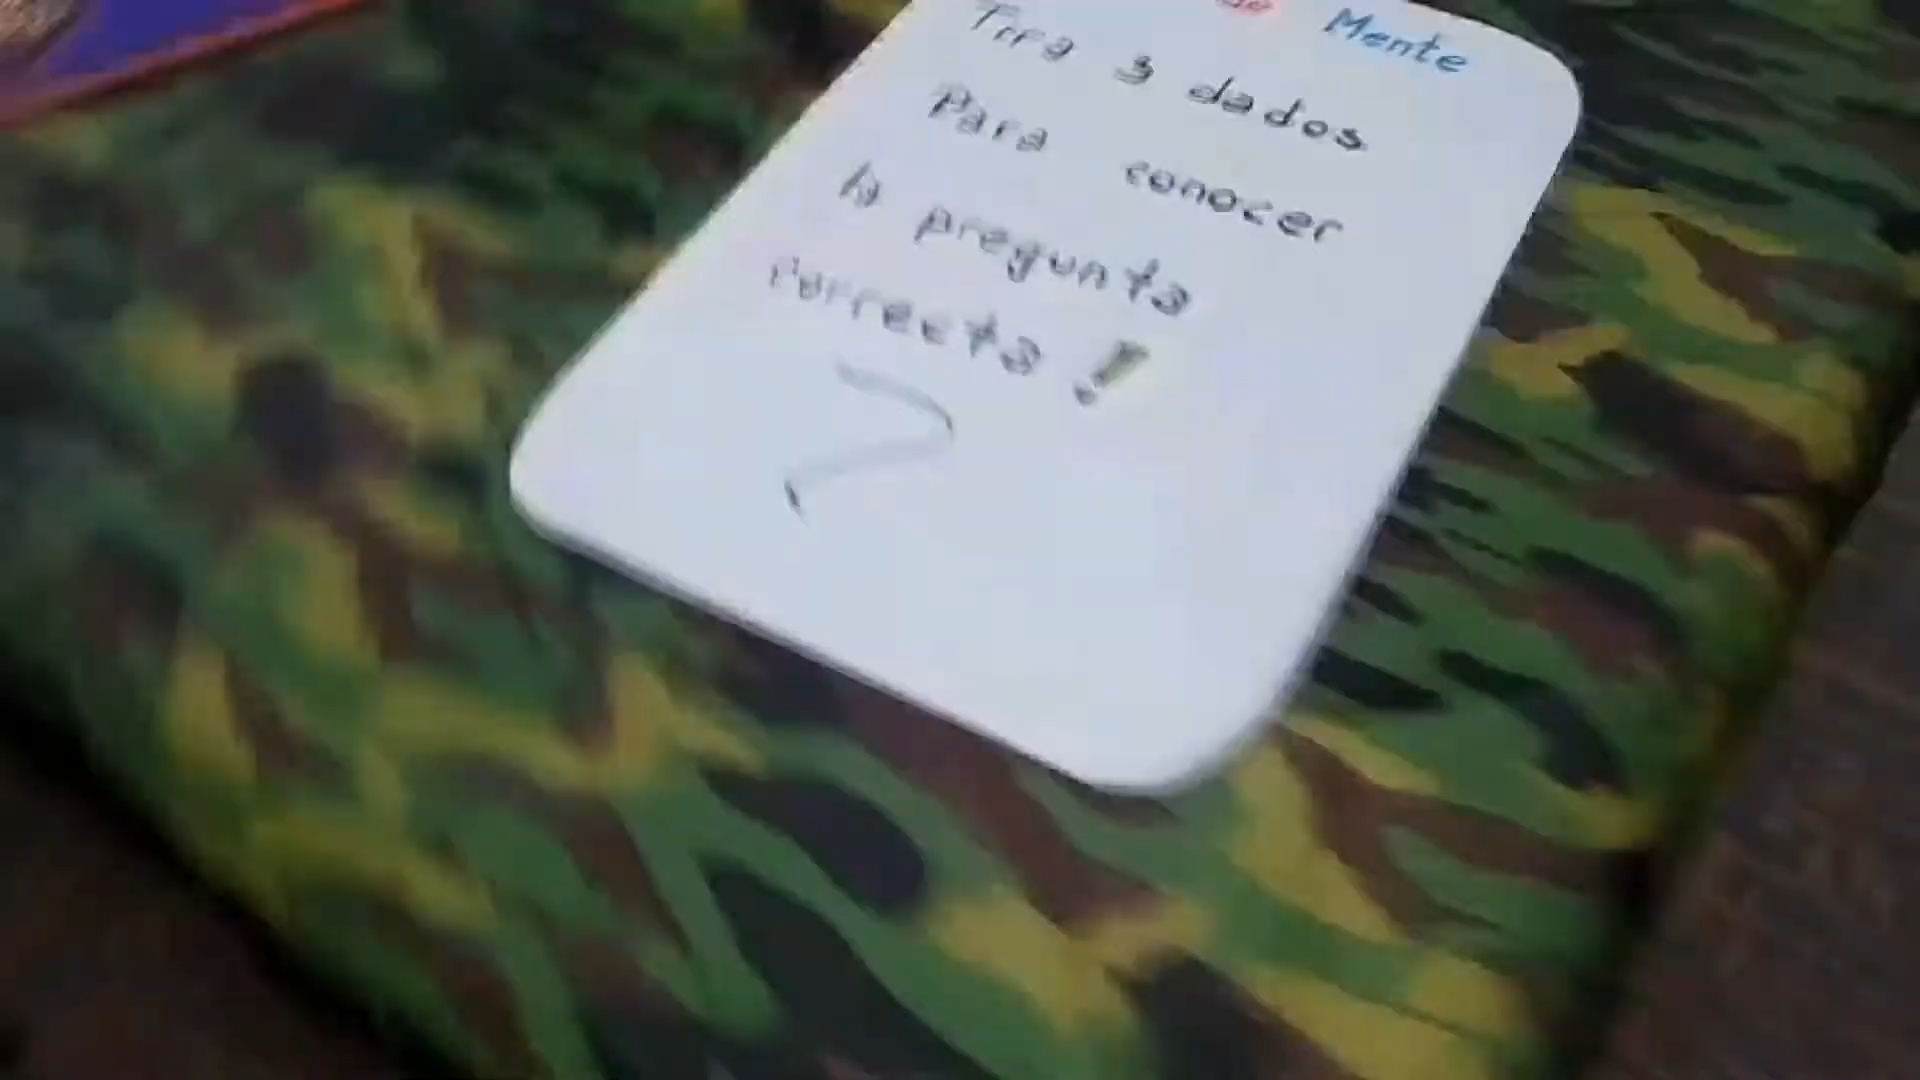 Mente
Tira 3 dados
Para conocer
la pregunta
correcta!